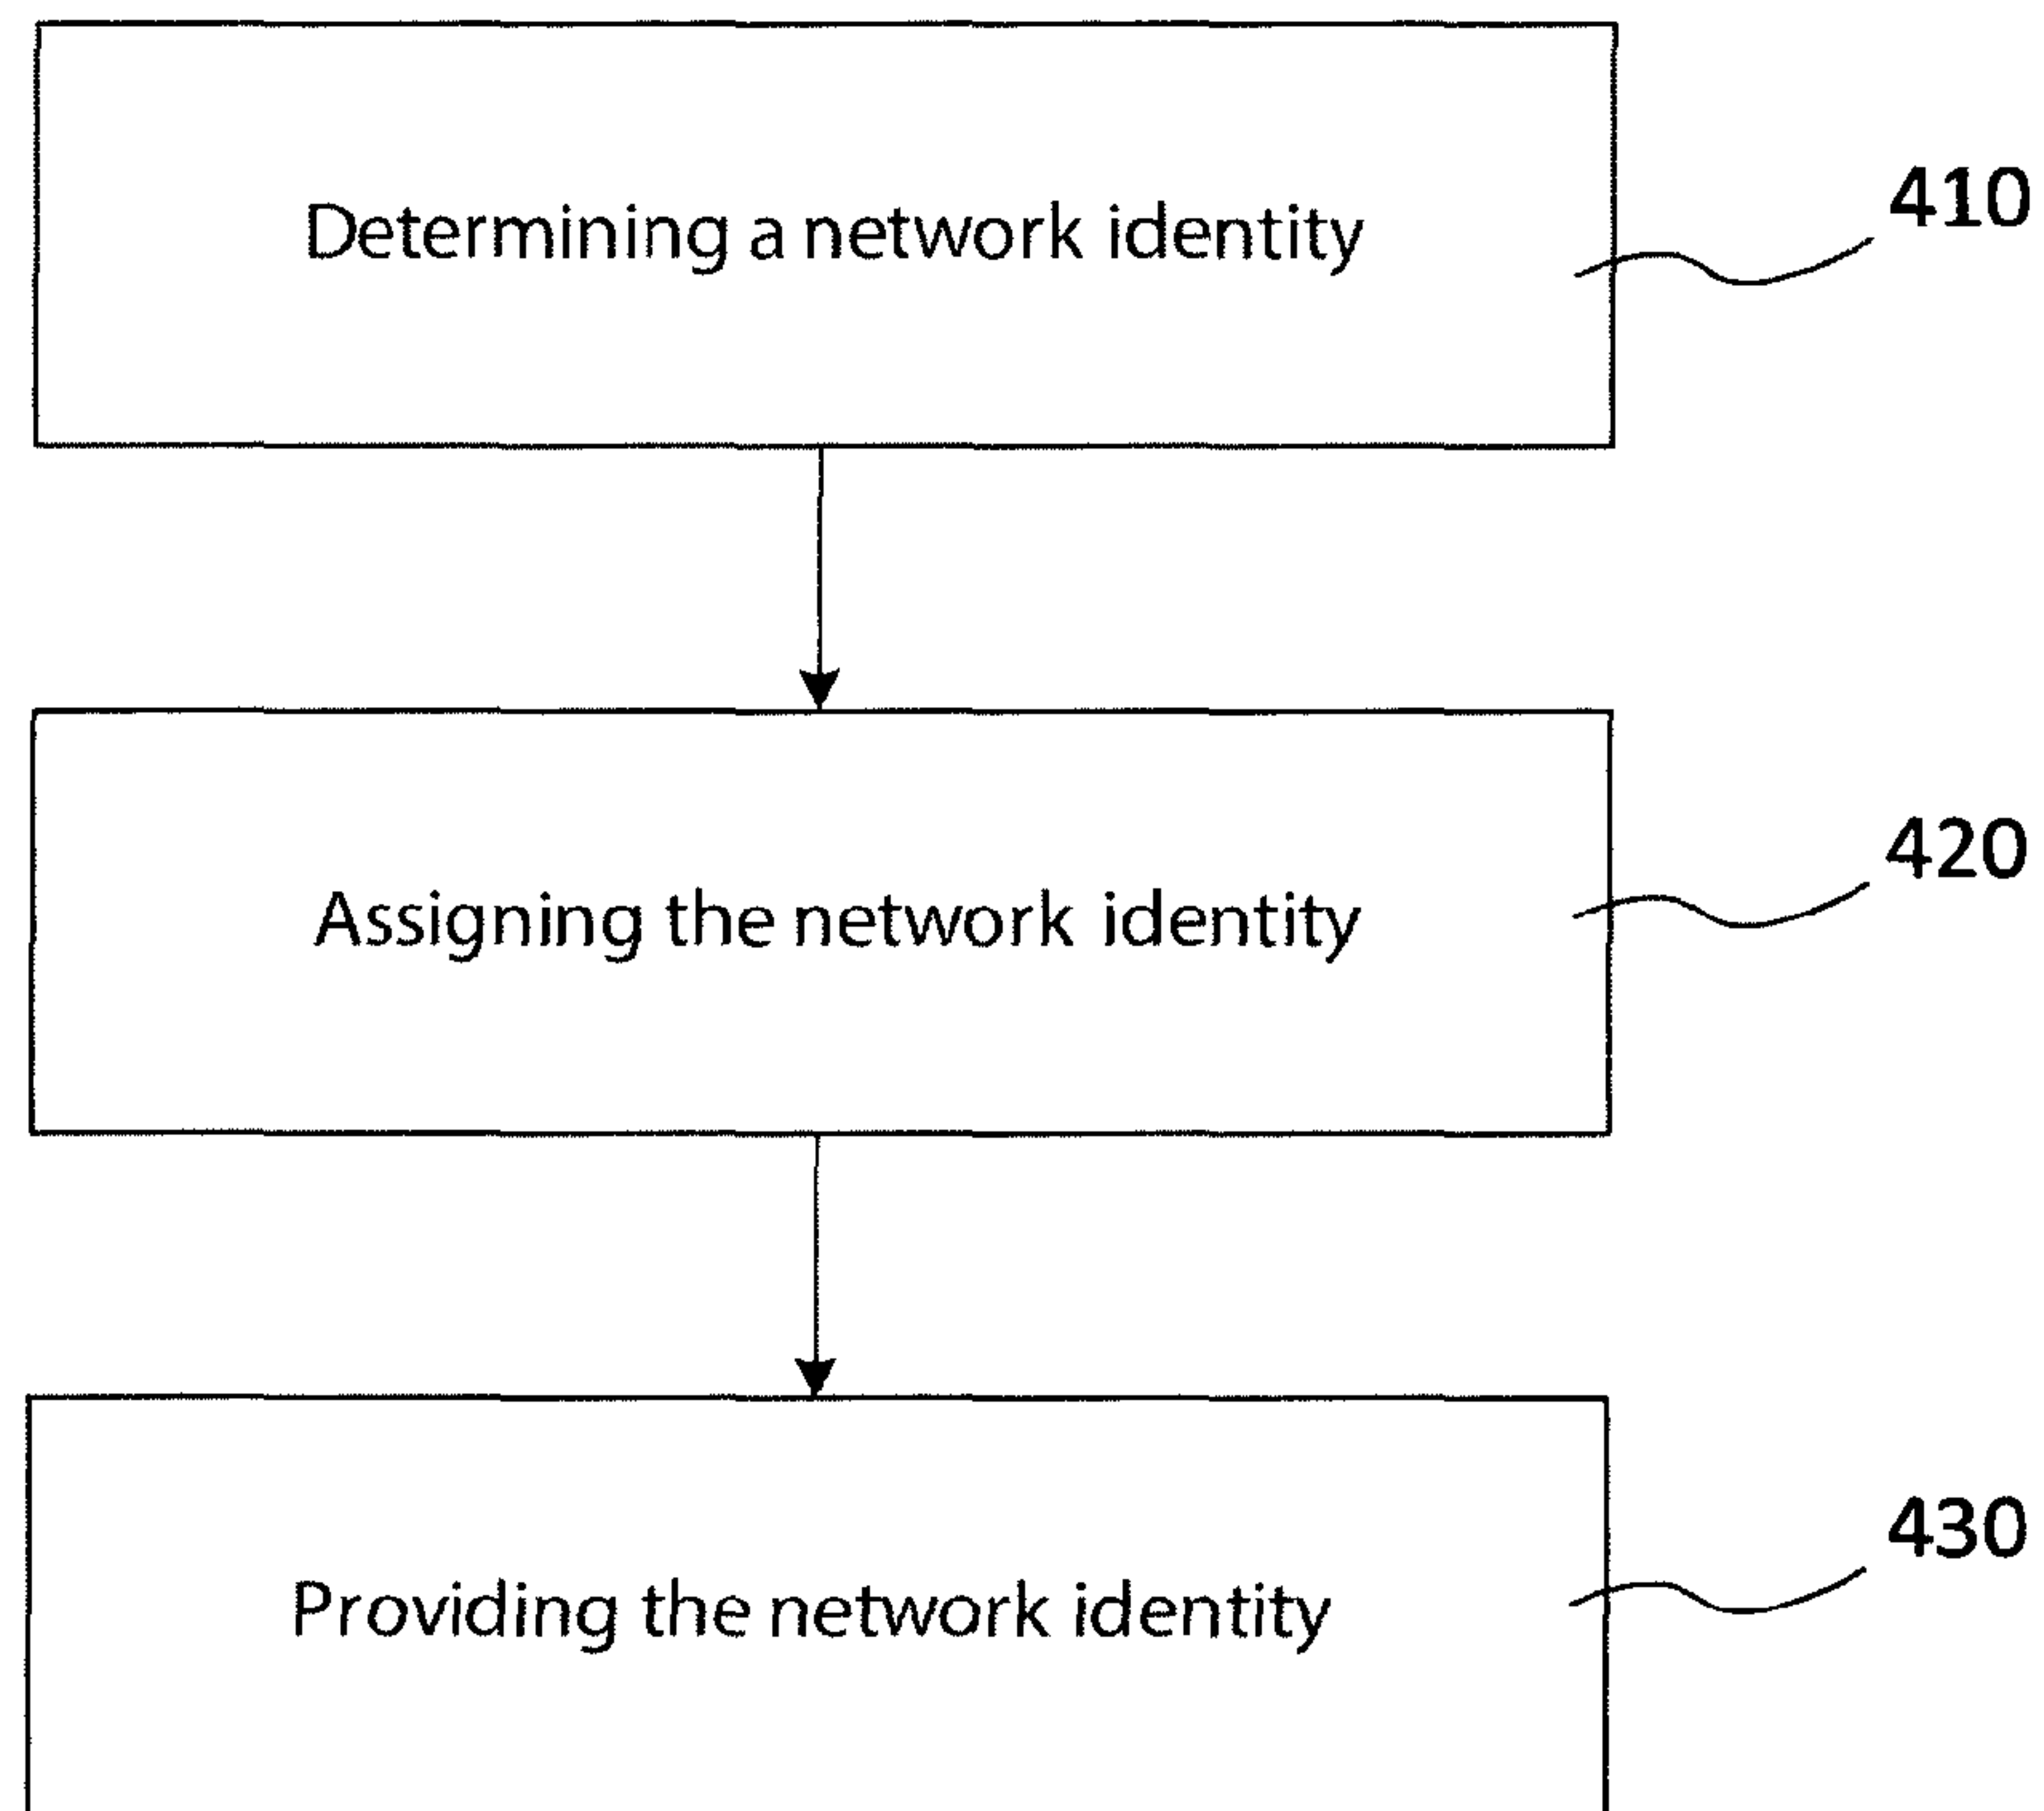 Determining a network identity
410
Assigning the network identity
420
Providing the network identity
430